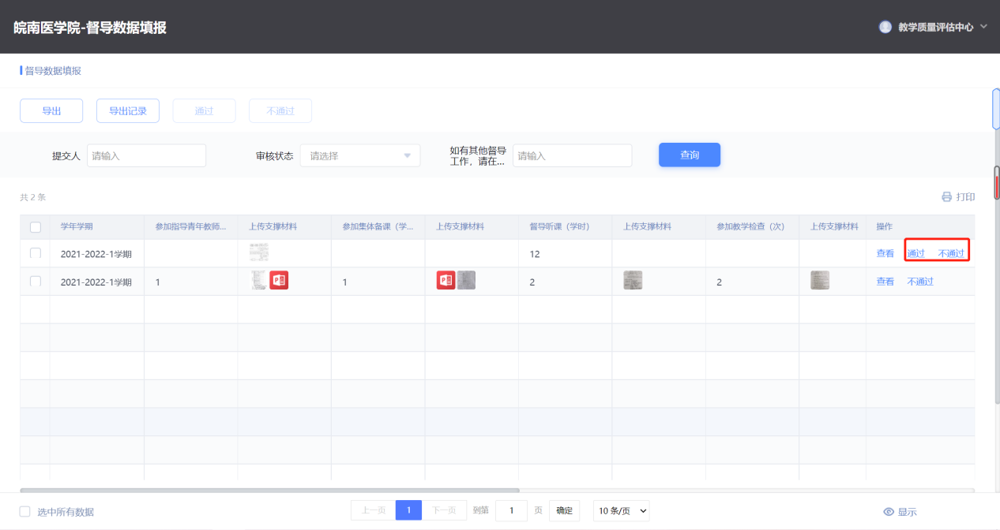 皖南医学院-督导数据填报
教学质量评估中心
督导数据填报
导出 导出记录 通过 不通过
提交人 请输入 审核状态 请选择 如有其他督导 请输入 查询
工作，请在...
共 2 条 打印
学年学期 参加指导青年教师... 上传支撑材料 参加集体备课（学... 上传支撑材料 督导听课（学时） 上传支撑材料 参加教学检查（次） 上传支撑材料 操作
2021-2022-1学期 12 查看 通过 不通过
2021-2022-1学期 1 1 2 2 查看 不通过
选中所有数据 上一页 1 下一页 到第 1 页 确定 10 条/页 显示